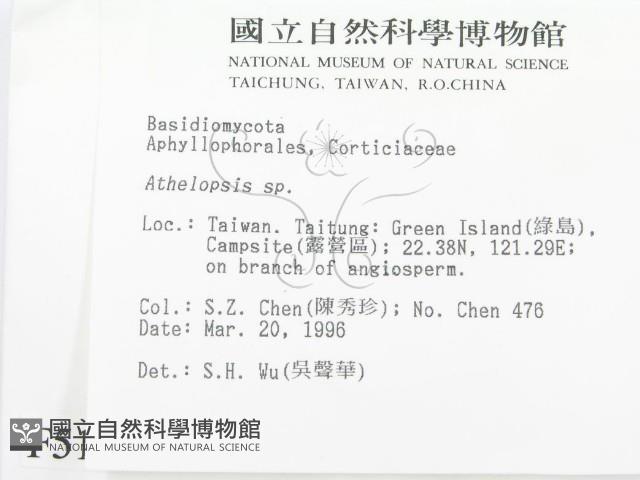 國立自然科學博物館
NATIONAL MUSEUM OF NATURAL SCIENCE
TAICHUNG, TAIWAN, R.O.CHINA
Basidiomycota
Aphyllophorales, Corticiaceae
Athelopsis sp.
Loc.: Taiwan. Taitung: Green Island(綠島),
Campsite(露營區); 22.38N, 121.29E;
on branch of angiosperm.
Col.: S.Z. Chen(陳秀珍); No. Chen 476
Date: Mar. 20, 1996
Det.: S.H. Wu(吳聲華)
國立自然科學博物館
NATIONAL MUSEUM OF NATURAL SCIENCE